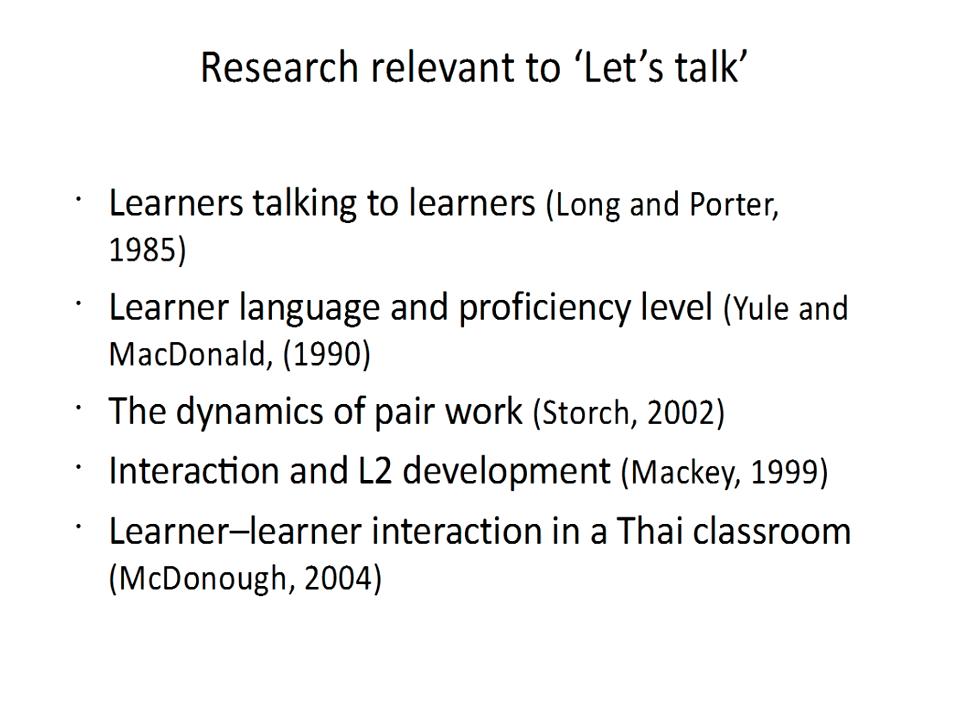 Research relevant to ‘Let’s talk’
· Learners talking to learners (Long and Porter,
1985)
· Learner language and proficiency level (Yule and
MacDonald, (1990)
· The dynamics of pair work (Storch, 2002)
· Interaction and L2 development (Mackey, 1999)
· Learner–learner interaction in a Thai classroom
(McDonough, 2004)